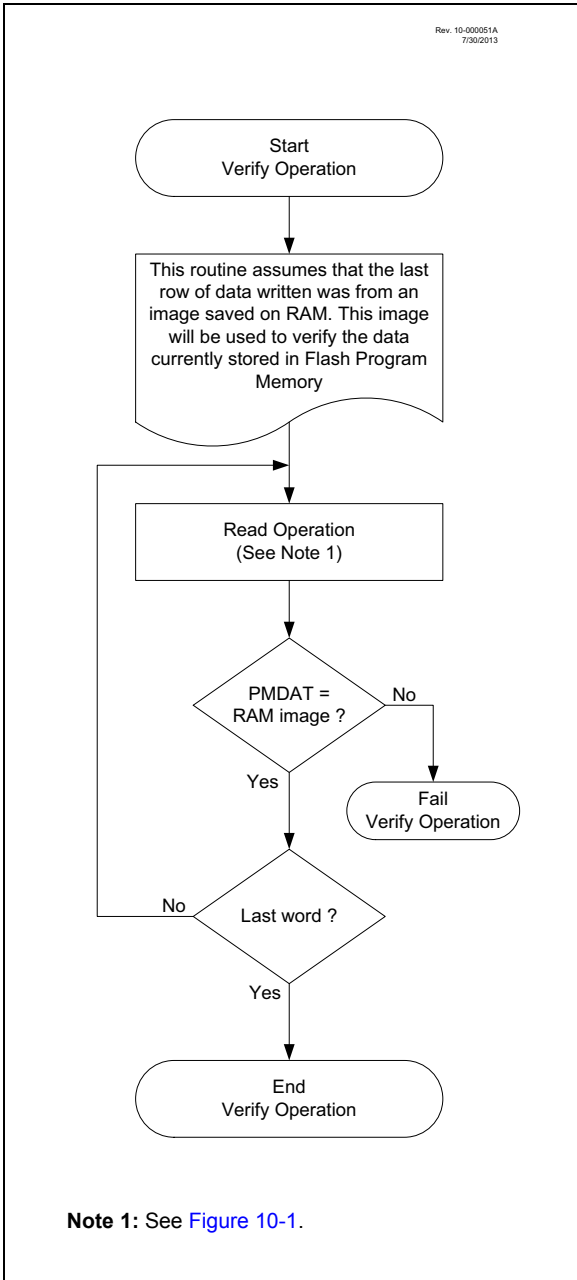 Rev. 10-000051A
7/30/2013
Start
Verify Operation
This routine assumes that the last
row of data written was from an
image saved on RAM. This image
will be used to verify the data
currently stored in Flash Program
Memory
Read Operation
(See Note 1)
PMDAT =
RAM image ?
No
Yes
Fail
Verify Operation
No
Last word ?
Yes
End
Verify Operation
Note 1: See Figure 10-1.